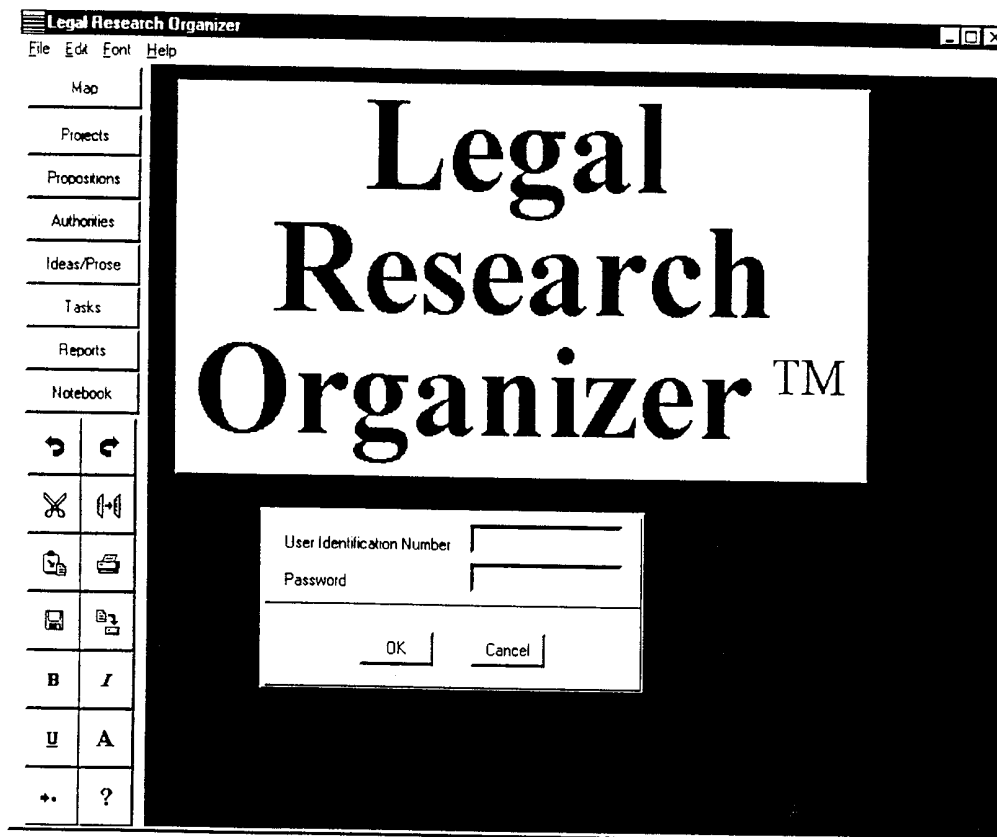 Legal Research Organizer
File Edit Font Help
Map
Projects
Propositions
Authorities
Ideas/Prose
Tasks
Reports
Notebook
B I
U A
?
Legal
Research
Organizer ™
User Identification Number
Password
OK Cancel